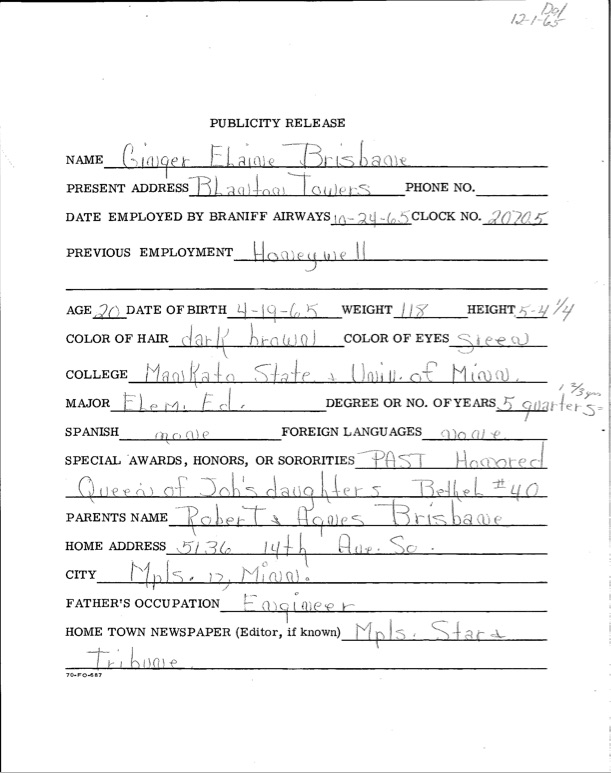 Dal
12-1-65
PUBLICITY RELEASE
NAME Ginger Elaine Brisbane
PRESENT ADDRESS Blanton Towers PHONE NO.
DATE EMPLOYED BY BRANIFF AIRWAYS 10-24-65 CLOCK NO. 20705
PREVIOUS EMPLOYMENT Honeywell
AGE 20 DATE OF BIRTH 4-19-65 WEIGHT 118 HEIGHT 5-4 1/4
COLOR OF HAIR dark brown COLOR OF EYES green
COLLEGE Mankato State & Univ. of Minn.
1 2/3 yrs
MAJOR Elem. Ed. DEGREE OR NO. OF YEARS 5 quarters =
SPANISH none FOREIGN LANGUAGES none
SPECIAL AWARDS, HONORS, OR SORORITIES PAST Honored
Queen of Job's daughters Bethel #40
PARENTS NAME Robert & Agnes Brisbane
HOME ADDRESS 5136 14th Ave. So.
CITY Mpls. 17, Minn.
FATHER'S OCCUPATION Engineer
HOME TOWN NEWSPAPER (Editor, if known) Mpls. Star &
Tribune
70-FO-687